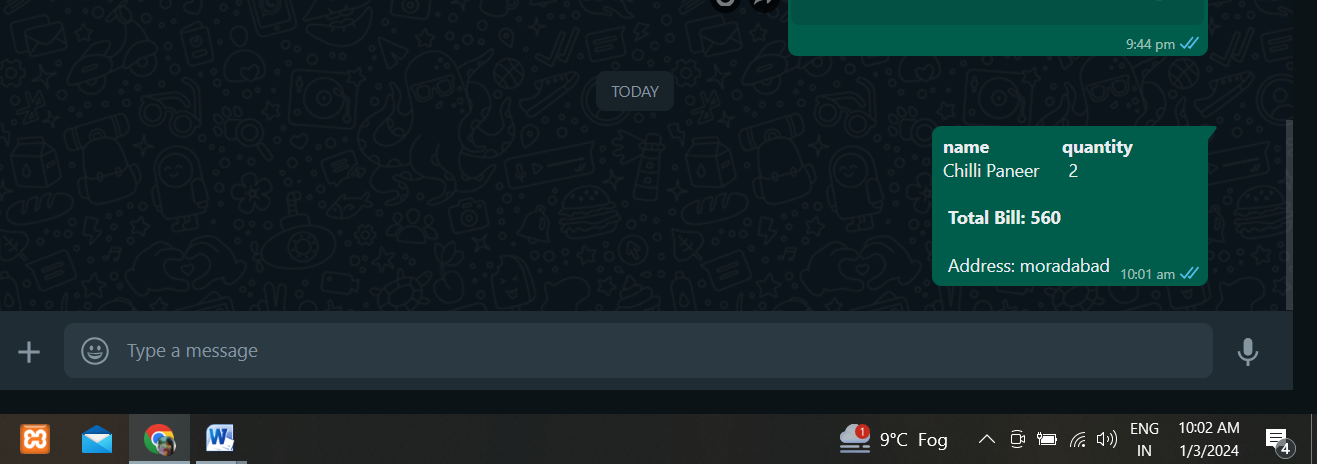 9:44 pm
TODAY
name quantity
Chilli Paneer 2
Total Bill: 560
Address: moradabad 10:01 am
Type a message
1
9°C Fog
ENG
IN
10:02 AM
1/3/2024
4